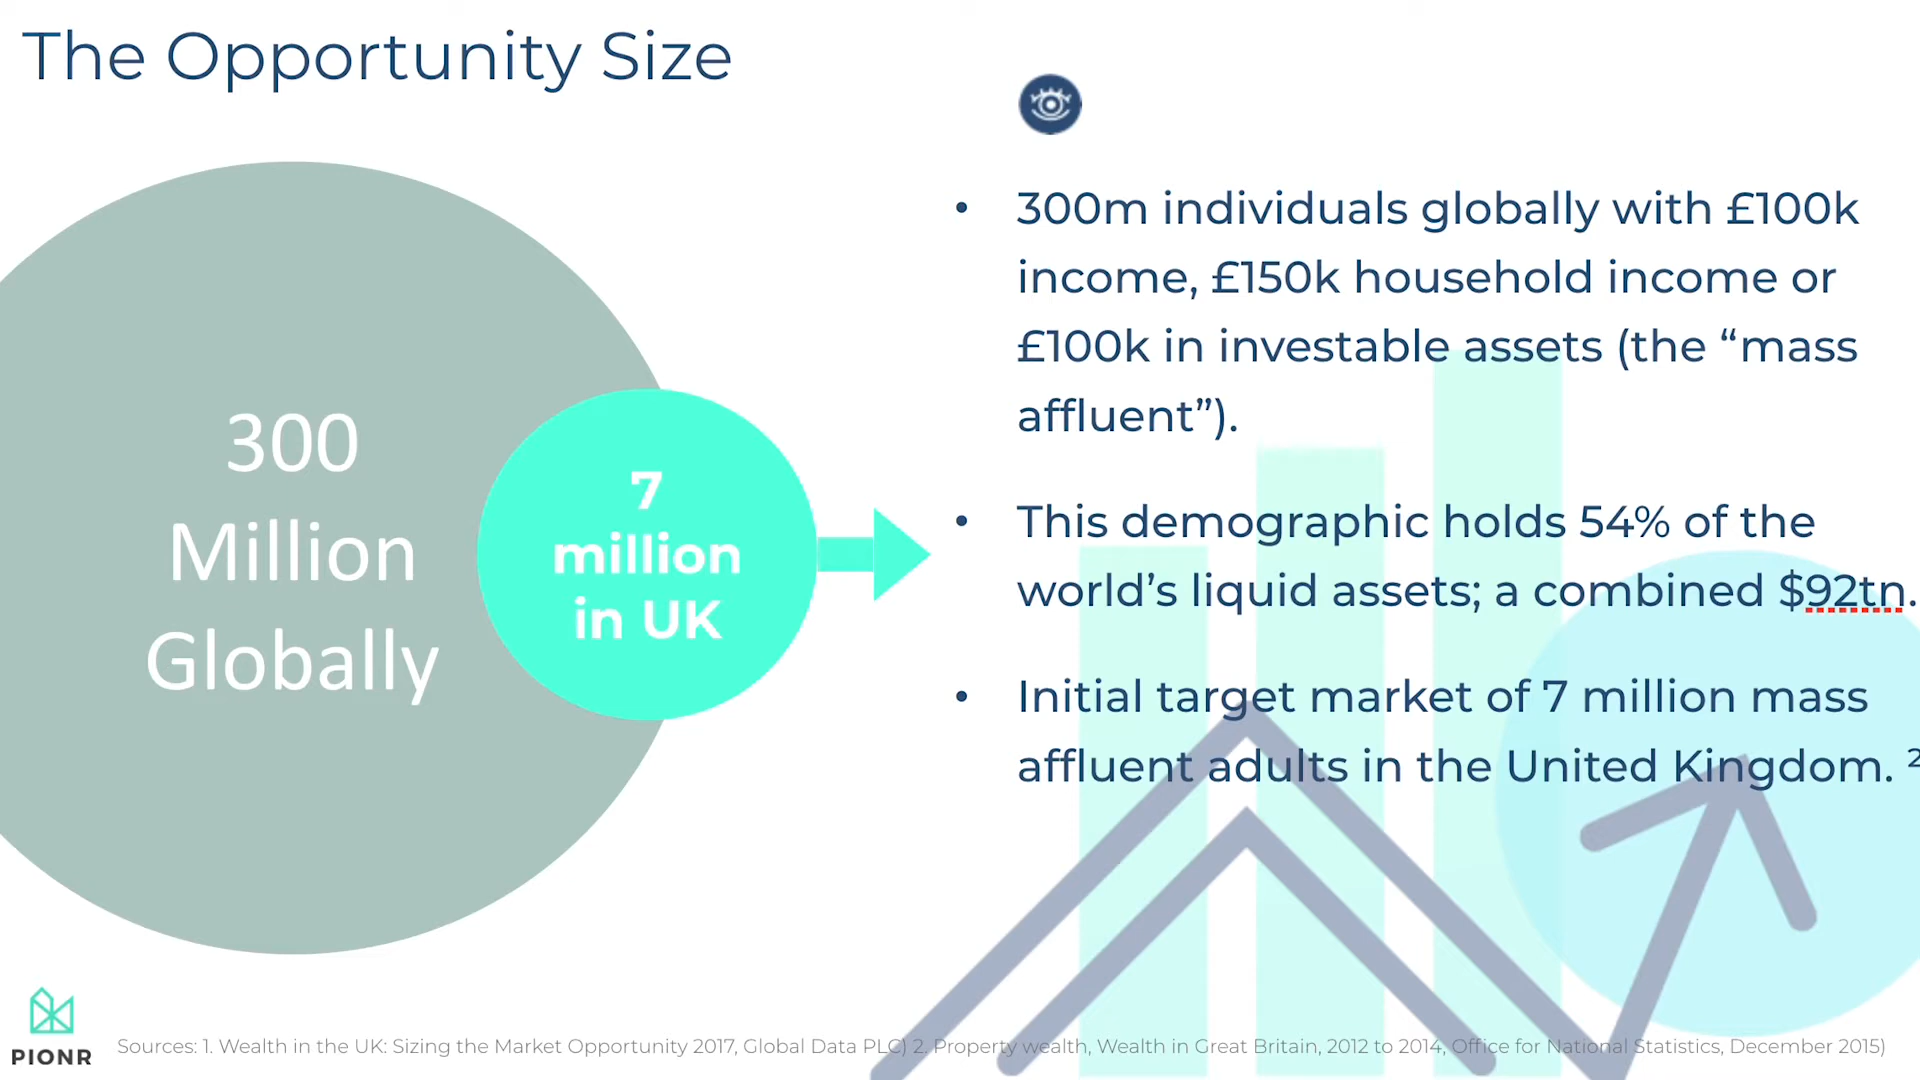 The Opportunity Size
300
Million
Globally
7
million
in UK
• 300m individuals globally with £100k
income, £150k household income or
£100k in investable assets (the “mass
affluent”).
• This demographic holds 54% of the
world’s liquid assets; a combined $92tn.
• Initial target market of 7 million mass
affluent adults in the United Kingdom. ²
PIONR
Sources: 1. Wealth in the UK: Sizing the Market Opportunity 2017, Global Data PLC) 2. Property wealth, Wealth in Great Britain, 2012 to 2014, Office for National Statistics, December 2015)